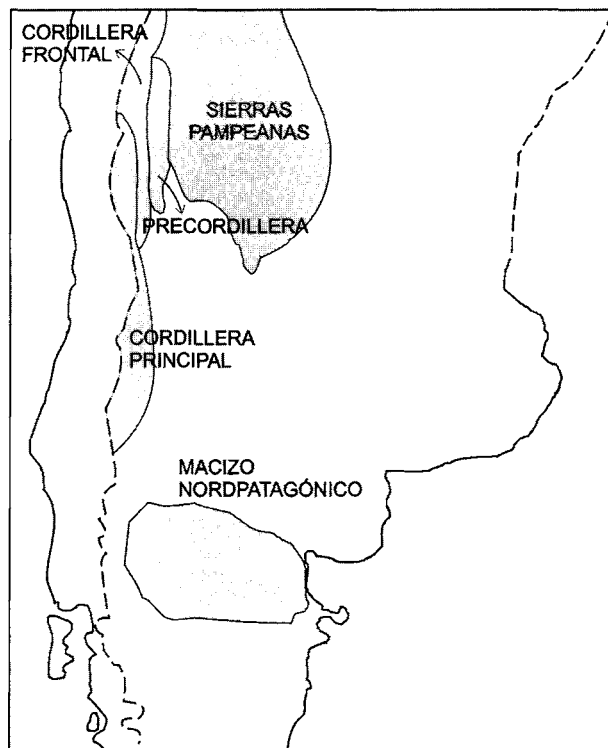 CORDILLERA
FRONTAL
SIERRAS
PAMPEANAS
PRECORDILLERA
CORDILLERA
PRINCIPAL
MACIZO
NORDPATAGÓNICO